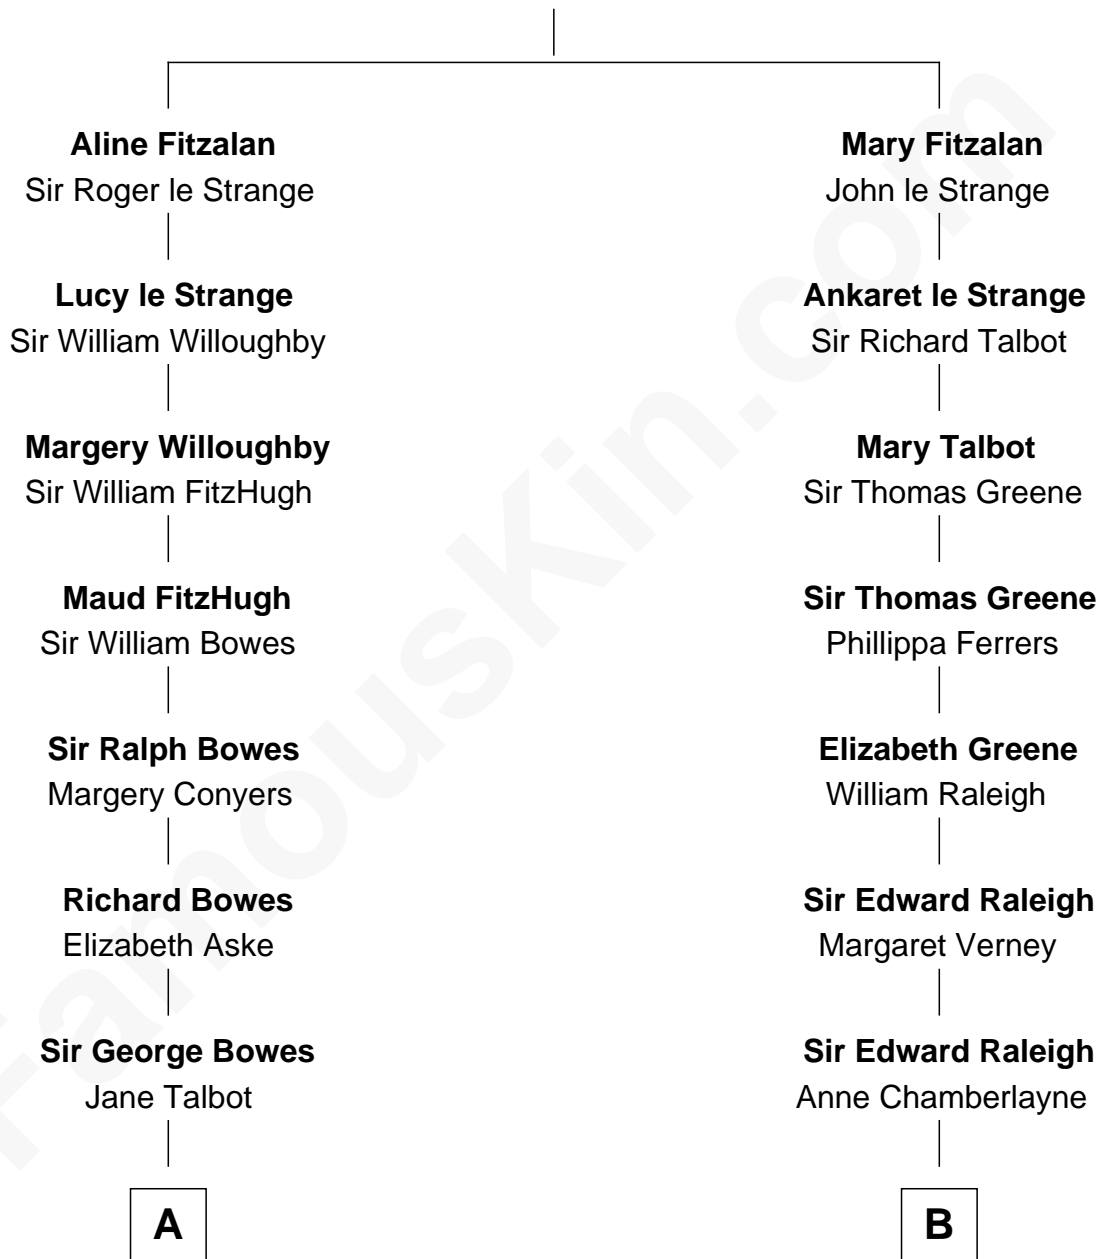 Aline Fitzalan
Sir Roger le Strange
Lucy le Strange
Sir William Willoughby
Margery Willoughby
Sir William FitzHugh
Maud FitzHugh
Sir William Bowes
Sir Ralph Bowes
Margery Conyers
Richard Bowes
Elizabeth Aske
Sir George Bowes
Jane Talbot
A
Mary Fitzalan
John le Strange
Ankaret le Strange
Sir Richard Talbot
Mary Talbot
Sir Thomas Greene
Sir Thomas Greene
Phillippa Ferrers
Elizabeth Greene
William Raleigh
Sir Edward Raleigh
Margaret Verney
Sir Edward Raleigh
Anne Chamberlayne
B
FamousKin.com